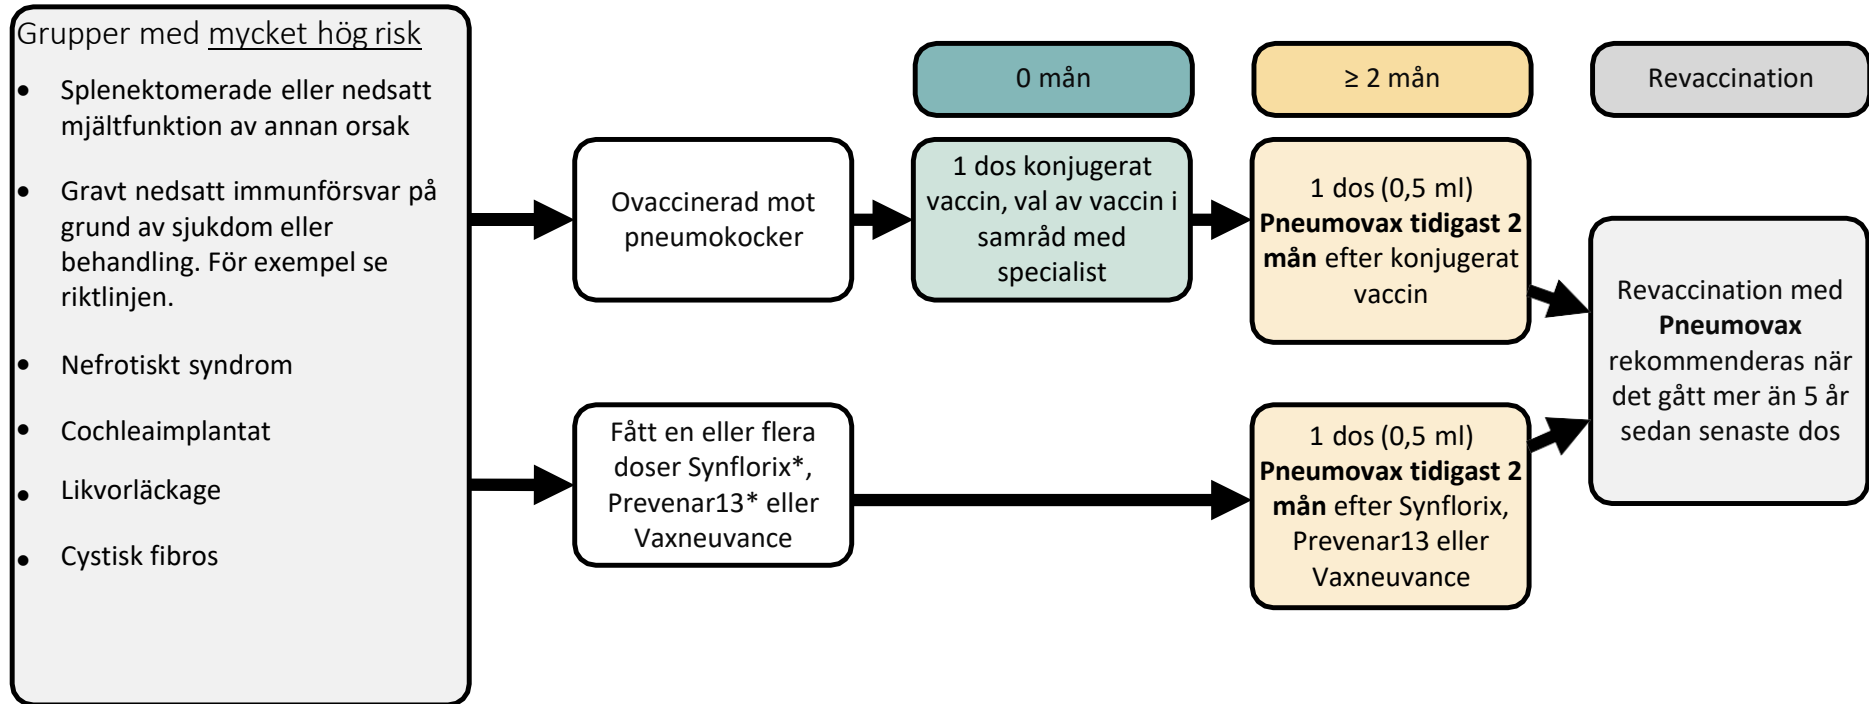 Grupper med mycket hög risk
• Splenektomerade eller nedsatt
mjältfunktion av annan orsak
• Gravt nedsatt immunförsvar på
grund av sjukdom eller
behandling. För exempel se
riktlinjen.
• Nefrotiskt syndrom
• Cochleaimplantat
• Likvorläckage
• Cystisk fibros
0 mån
≥ 2 mån
Revaccination
Ovaccinerad mot
pneumokocker
1 dos konjugerat
vaccin, val av vaccin i
samråd med
specialist
1 dos (0,5 ml)
Pneumovax tidigast 2
mån efter konjugerat
vaccin
Fått en eller flera
doser Synflorix*,
Prevenar13* eller
Vaxneuvance
1 dos (0,5 ml)
Pneumovax tidigast 2
mån efter Synflorix,
Prevenar13 eller
Vaxneuvance
Revaccination med
Pneumovax
rekommenderas när
det gått mer än 5 år
sedan senaste dos